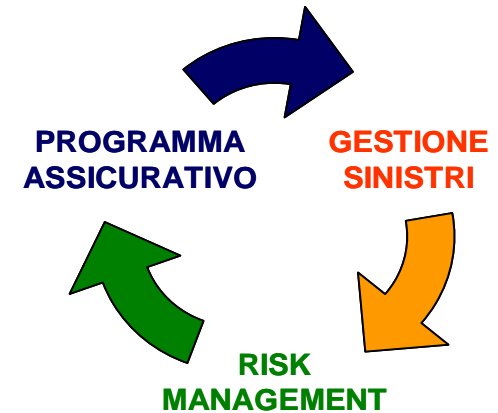 PROGRAMMA
ASSICURATIVO
GESTIONE
SINISTRI
RISK
MANAGEMENT